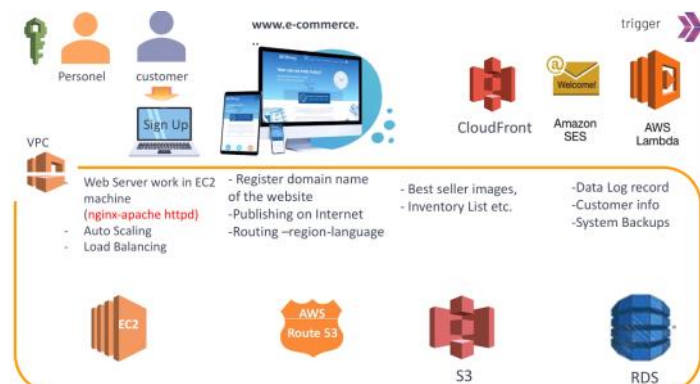 www.e-commerce.
trigger
Personel
customer
Sign Up
CloudFront
@
Welcome!
Amazon
SES
AWS
Lambda
VPC
Web Server work in EC2
machine
(nginx-apache httpd)
- Auto Scaling
- Load Balancing
- Register domain name
of the website
-Publishing on Internet
-Routing –region-language
- Best seller images,
- Inventory List etc.
-Data Log record
-Customer info
-System Backups
EC2
AWS
Route 53
S3
RDS